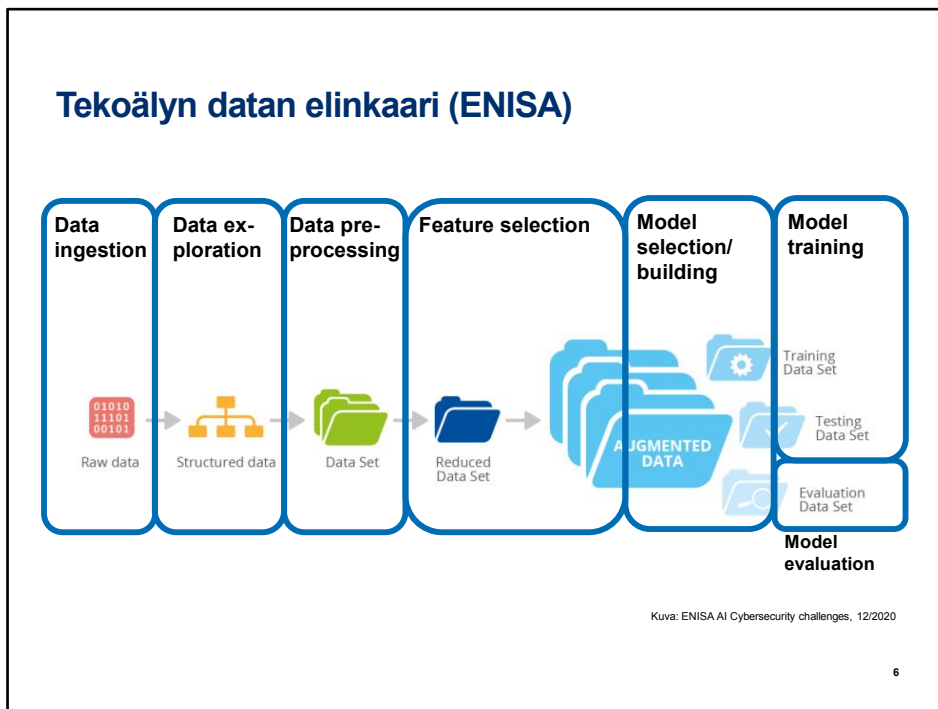 Tekoälyn datan elinkaari (ENISA)
Data
ingestion
Data ex-
ploration
Data pre-
processing
Feature selection
Model
selection/
building
Model
training
01010
11101
00101
Raw data
Structured data
Data Set
Reduced
Data Set
AUGMENTED
DATA
Training
Data Set
Testing
Data Set
Evaluation
Data Set
Model
evaluation
Kuva: ENISA AI Cybersecurity challenges, 12/2020
6